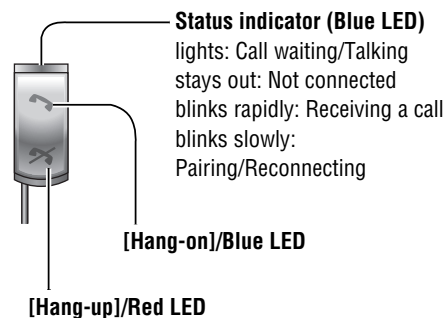 Status indicator (Blue LED)
lights: Call waiting/Talking
stays out: Not connected
blinks rapidly: Receiving a call
blinks slowly:
Pairing/Reconnecting
[Hang-on]/Blue LED
[Hang-up]/Red LED